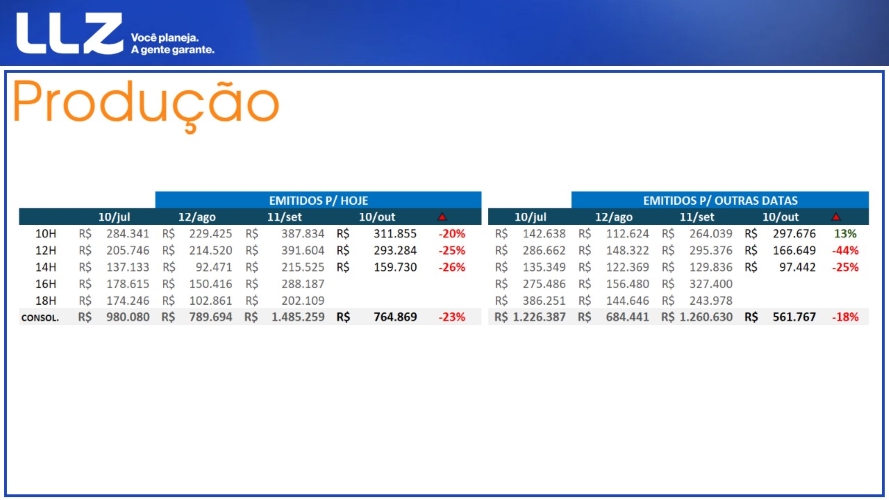 LLZ
Você planeja.
A gente garante.
Produção
EMITIDOS P/ HOJE EMITIDOS P/ OUTRAS DATAS
10/jul 12/ago 11/set 10/out 10/jul 12/ago 11/set 10/out
10H R$ 284.341 R$ 229.425 R$ 387.834 R$ 311.855 -20% R$ 142.638 R$ 112.624 R$ 264.039 R$ 297.676 13%
12H R$ 205.746 R$ 214.520 R$ 391.604 R$ 293.284 -25% R$ 286.662 R$ 148.322 R$ 295.376 R$ 166.649 -44%
14H R$ 137.133 R$ 92.471 R$ 215.525 R$ 159.730 -26% R$ 135.349 R$ 122.369 R$ 129.836 R$ 97.442 -25%
16H R$ 178.615 R$ 150.416 R$ 288.187 R$ 275.486 R$ 156.480 R$ 327.400
18H R$ 174.246 R$ 102.861 R$ 202.109 R$ 386.251 R$ 144.646 R$ 243.978
CONSOL. R$ 980.080 R$ 789.694 R$ 1.485.259 R$ 764.869 -23% R$ 1.226.387 R$ 684.441 R$ 1.260.630 R$ 561.767 -18%